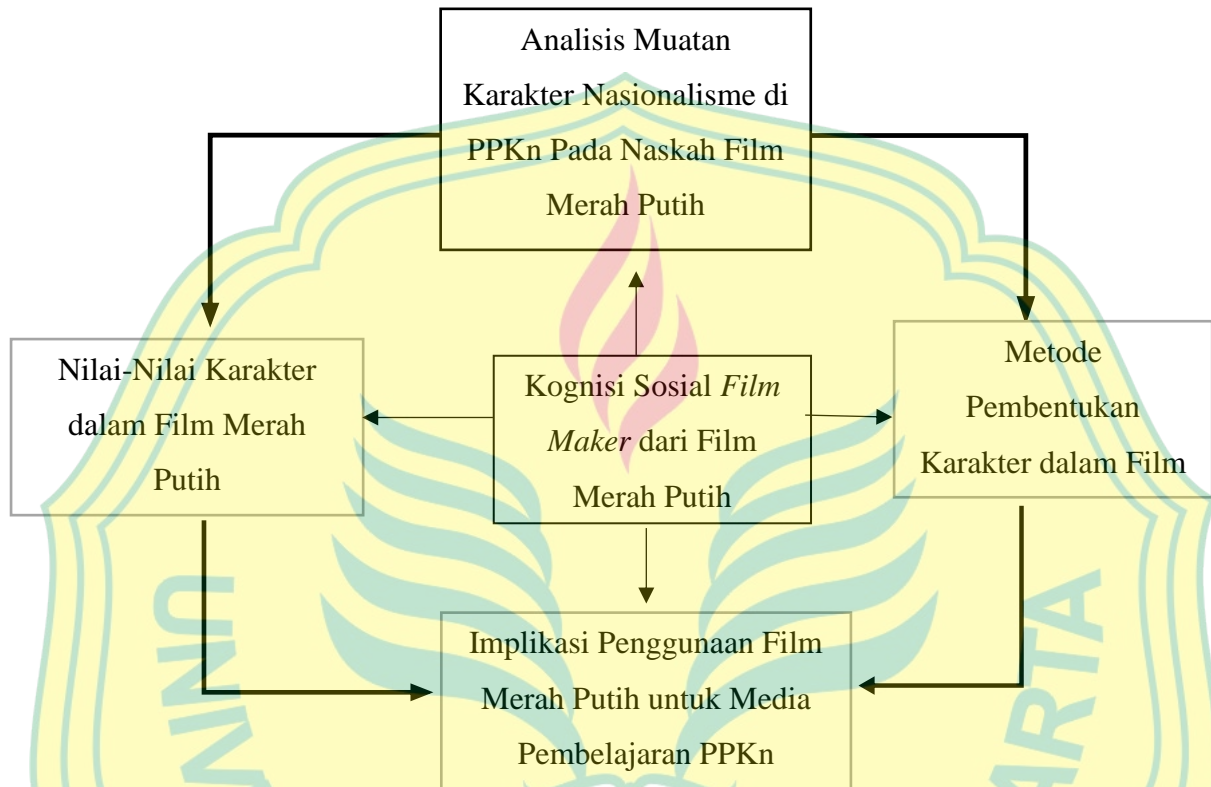 Analisis Muatan
Karakter Nasionalisme di
PPKn Pada Naskah Film
Merah Putih
Nilai-Nilai Karakter
dalam Film Merah
Putih
Kognisi Sosial Film
Maker dari Film
Merah Putih
Metode
Pembentukan
Karakter dalam Film
Implikasi Penggunaan Film
Merah Putih untuk Media
Pembelajaran PPKn